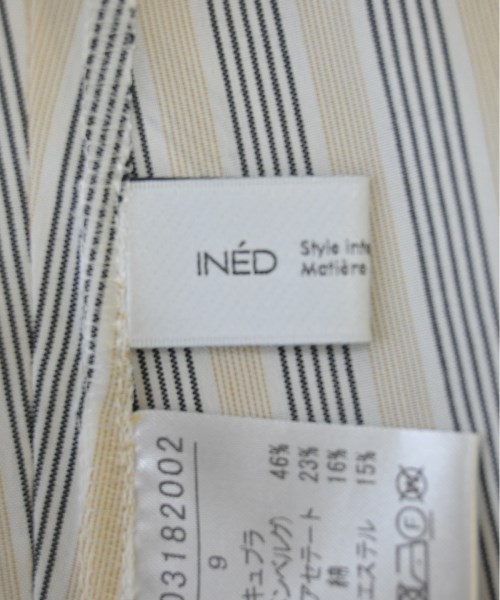 INÉD
Style inte
Matière
03182002
9
キュプラ 46%
ンベルグ)
アセテート 23%
綿 16%
エステル 15%